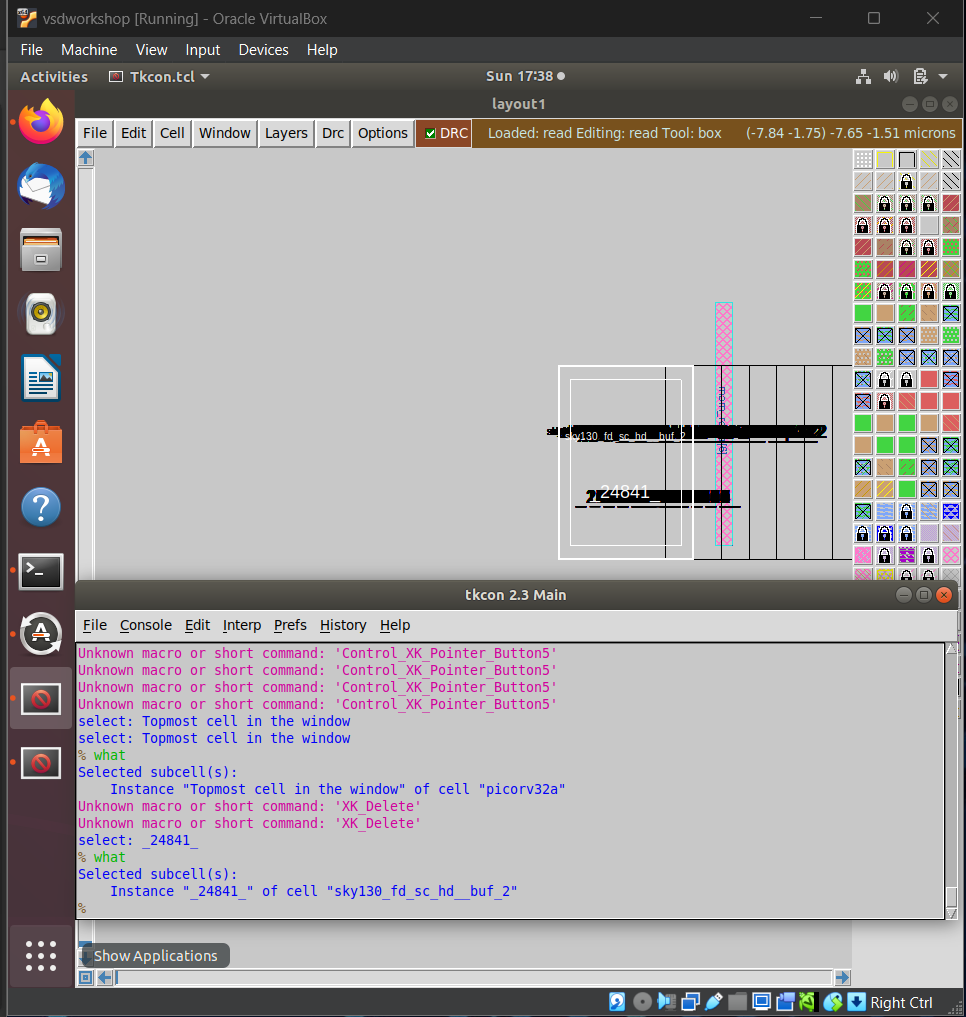 vsdworkshop [Running] - Oracle VirtualBox
File Machine View Input Devices Help
Activities Tkcon.tcl Sun 17:38
layout1
File Edit Cell Window Layers Drc Options DRC Loaded: read Editing: read Tool: box (-7.84 -1.75) -7.65 -1.51 microns
sky130_fd_sc_hd__buf_2
_24841_
tkcon 2.3 Main
File Console Edit Interp Prefs History Help
Unknown macro or short command: 'Control_XK_Pointer_Button5'
Unknown macro or short command: 'Control_XK_Pointer_Button5'
Unknown macro or short command: 'Control_XK_Pointer_Button5'
Unknown macro or short command: 'Control_XK_Pointer_Button5'
select: Topmost cell in the window
select: Topmost cell in the window
% what
Selected subcell(s):
Instance "Topmost cell in the window" of cell "picorv32a"
Unknown macro or short command: 'XK_Delete'
Unknown macro or short command: 'XK_Delete'
select: _24841_
% what
Selected subcell(s):
Instance "_24841_" of cell "sky130_fd_sc_hd__buf_2"
%
Show Applications
Right Ctrl